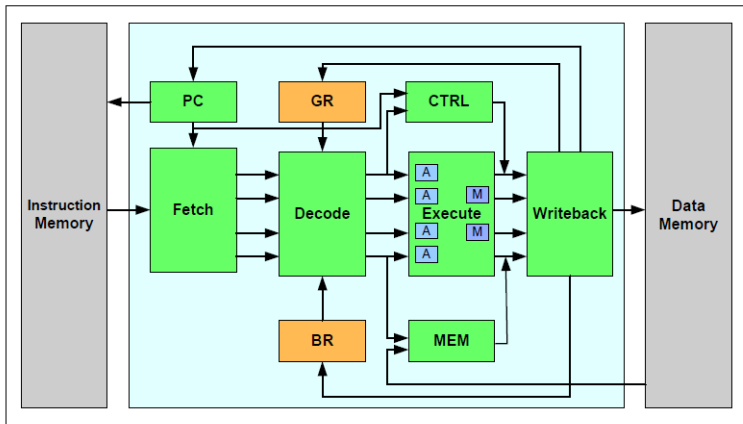 PC
GR
CTRL
Instruction
Memory
Fetch
Decode
A
A
Execute
A
A
M
M
Writeback
Data
Memory
BR
MEM